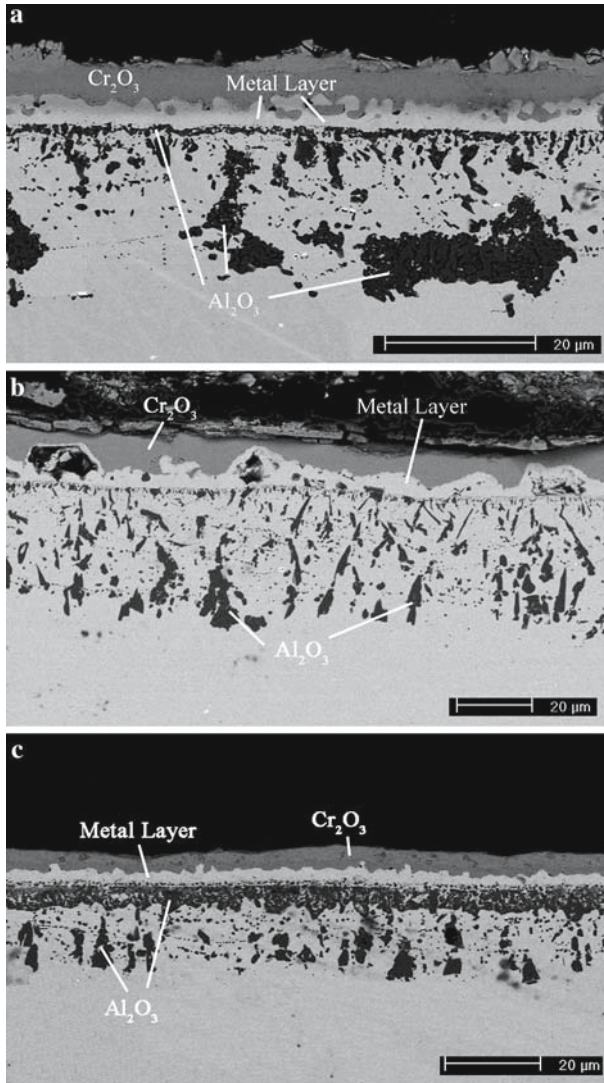 a
Cr₂O₃
Metal Layer
Al₂O₃
20 µm
b
Cr₂O₃
Metal Layer
Al₂O₃
20 µm
c
Metal Layer
Cr₂O₃
Al₂O₃
20 µm